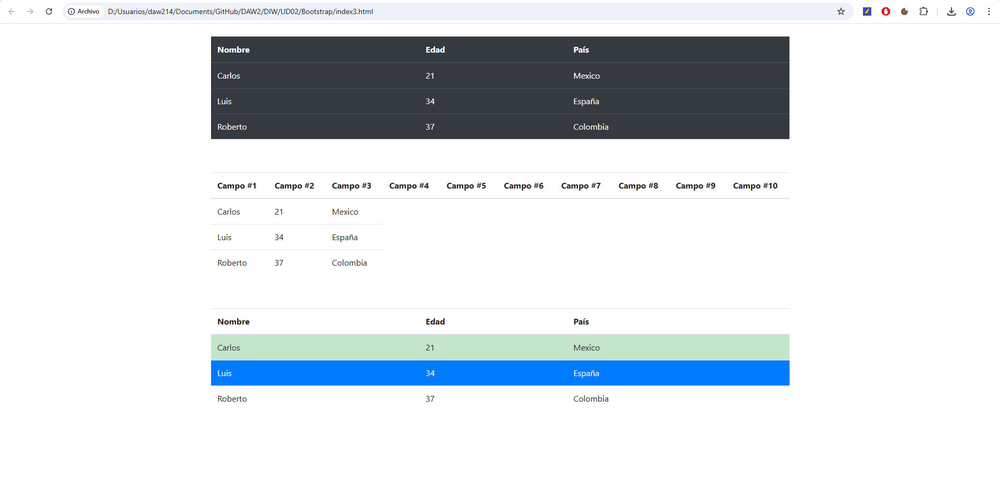 Archivo D:/Usuarios/daw214/Documents/GitHub/DAW2/DIW/UD02/Bootstrap/index3.html
Nombre Edad País
Carlos 21 Mexico
Luis 34 España
Roberto 37 Colombia
Campo #1 Campo #2 Campo #3 Campo #4 Campo #5 Campo #6 Campo #7 Campo #8 Campo #9 Campo #10
Carlos 21 Mexico
Luis 34 España
Roberto 37 Colombia
Nombre Edad País
Carlos 21 Mexico
Luis 34 España
Roberto 37 Colombia